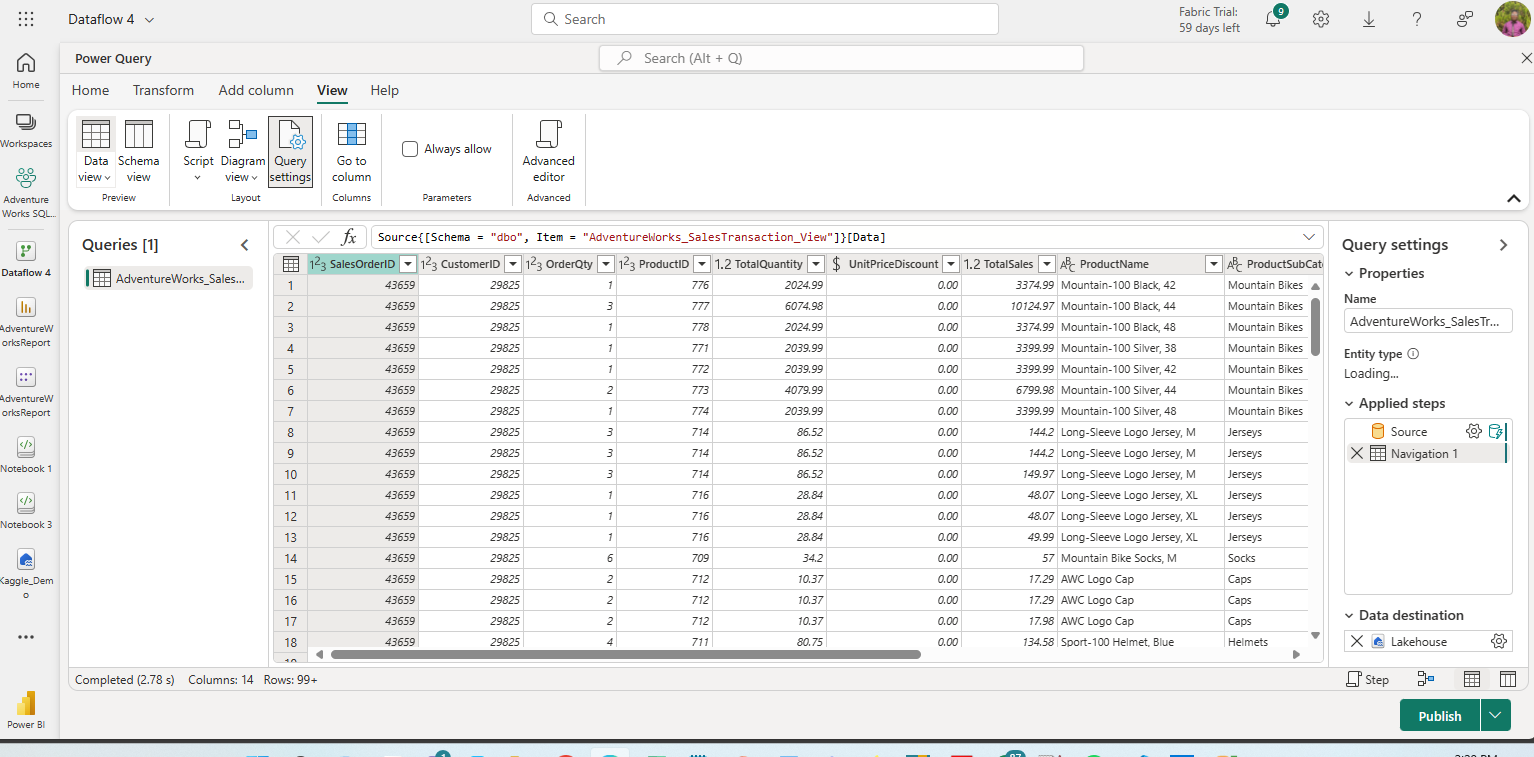 Dataflow 4
Search
Fabric Trial:
59 days left
9
Power Query
Search (Alt + Q)
Home
Transform
Add column
View
Help
Home
Workspaces
Adventure
Works SQL...
Dataflow 4
AdventureW
orksReport
AdventureW
orksReport
Notebook 1
Notebook 3
Kaggle_Dem
o
Power BI
Data
view
Schema
view
Preview
Script
Diagram
view
Query
settings
Layout
Go to
column
Columns
Always allow
Parameters
Advanced
editor
Advanced
Queries [1]
AdventureWorks_Sales...
fx
Source{[Schema = "dbo", Item = "AdventureWorks_SalesTransaction_View"]}[Data]
1²3 SalesOrderID 1²3 CustomerID 1²3 OrderQty 1²3 ProductID 1.2 TotalQuantity $ UnitPriceDiscount 1.2 TotalSales ABC ProductName ABC ProductSubCate
1 43659 29825 1 776 2024.99 0.00 3374.99 Mountain-100 Black, 42 Mountain Bikes
2 43659 29825 3 777 6074.98 0.00 10124.97 Mountain-100 Black, 44 Mountain Bikes
3 43659 29825 1 778 2024.99 0.00 3374.99 Mountain-100 Black, 48 Mountain Bikes
4 43659 29825 1 771 2039.99 0.00 3399.99 Mountain-100 Silver, 38 Mountain Bikes
5 43659 29825 1 772 2039.99 0.00 3399.99 Mountain-100 Silver, 42 Mountain Bikes
6 43659 29825 2 773 4079.99 0.00 6799.98 Mountain-100 Silver, 44 Mountain Bikes
7 43659 29825 1 774 2039.99 0.00 3399.99 Mountain-100 Silver, 48 Mountain Bikes
8 43659 29825 3 714 86.52 0.00 144.2 Long-Sleeve Logo Jersey, M Jerseys
9 43659 29825 3 714 86.52 0.00 144.2 Long-Sleeve Logo Jersey, M Jerseys
10 43659 29825 3 714 86.52 0.00 149.97 Long-Sleeve Logo Jersey, M Jerseys
11 43659 29825 1 716 28.84 0.00 48.07 Long-Sleeve Logo Jersey, XL Jerseys
12 43659 29825 1 716 28.84 0.00 48.07 Long-Sleeve Logo Jersey, XL Jerseys
13 43659 29825 1 716 28.84 0.00 49.99 Long-Sleeve Logo Jersey, XL Jerseys
14 43659 29825 6 709 34.2 0.00 57 Mountain Bike Socks, M Socks
15 43659 29825 2 712 10.37 0.00 17.29 AWC Logo Cap Caps
16 43659 29825 2 712 10.37 0.00 17.29 AWC Logo Cap Caps
17 43659 29825 2 712 10.37 0.00 17.98 AWC Logo Cap Caps
18 43659 29825 4 711 80.75 0.00 134.58 Sport-100 Helmet, Blue Helmets
Query settings
Properties
Name
AdventureWorks_SalesTr...
Entity type
Loading...
Applied steps
Source
Navigation 1
Data destination
Lakehouse
Completed (2.78 s) Columns: 14 Rows: 99+
Step
Publish